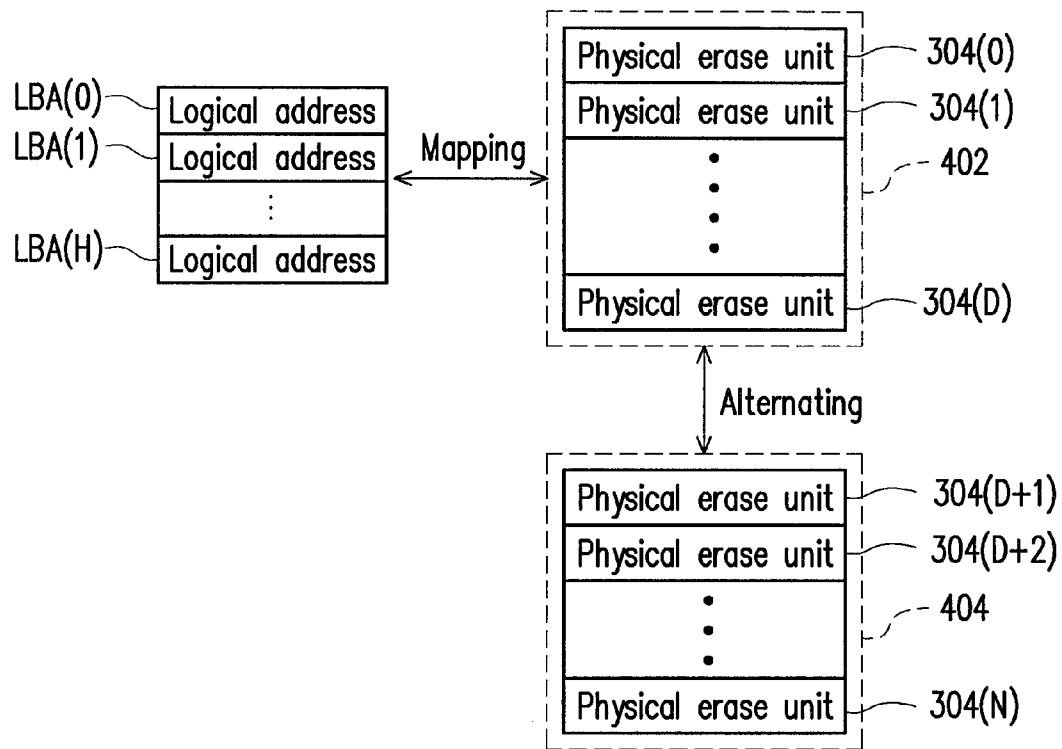 LBA(0)
Logical address
LBA(1)
Logical address
⋮
LBA(H)
Logical address
Mapping
Physical erase unit
304(0)
Physical erase unit
304(1)
402
Physical erase unit
304(D)
Alternating
Physical erase unit
304(D+1)
Physical erase unit
304(D+2)
404
Physical erase unit
304(N)